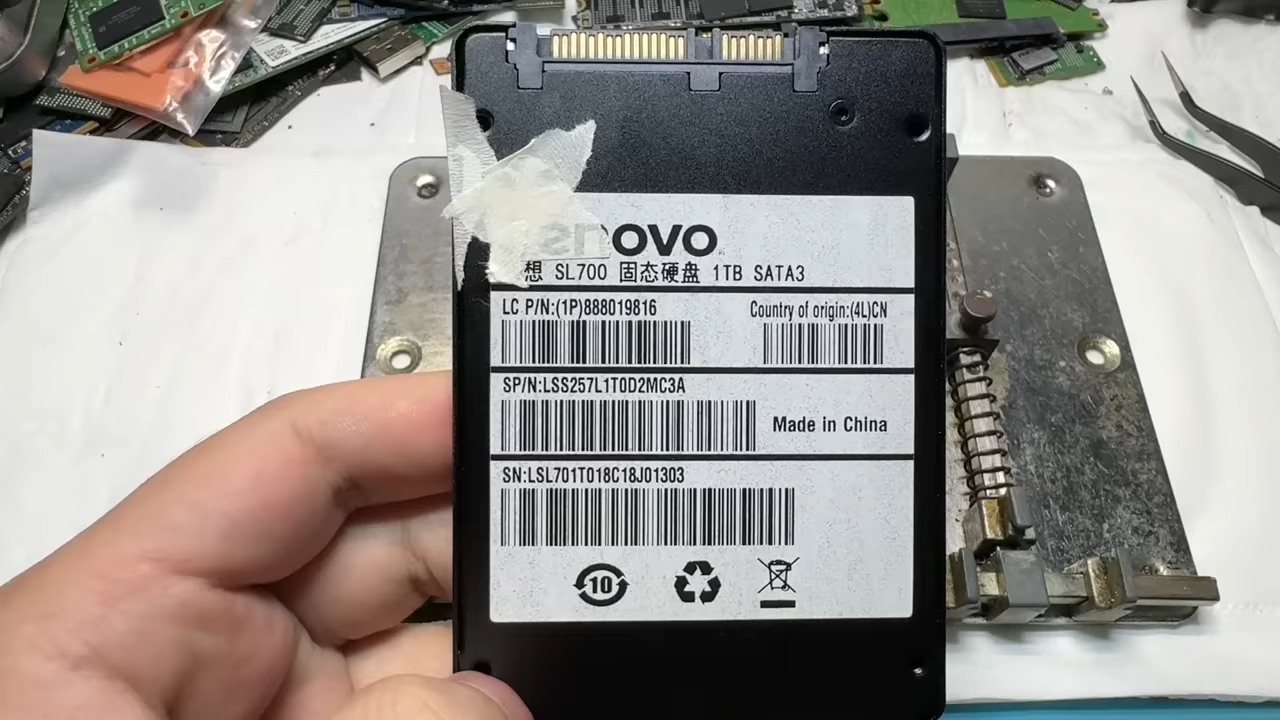 enovo
想 SL700 固态硬盘 1TB SATA3
LC P/N:(1P)888019816
Country of origin:(4L)CN
SP/N:LSS257L1T0D2MC3A
Made in China
SN:LSL701T018C18J01303
10